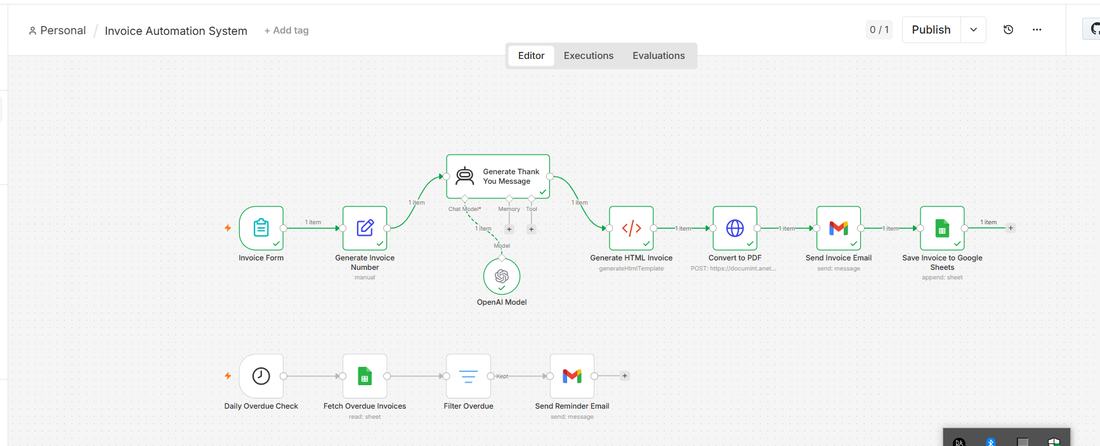 Personal / Invoice Automation System + Add tag
0 / 1 Publish
Editor Executions Evaluations
Generate Thank
You Message
1 item
1 item
1 item
Chat Model* Memory Tool
1 item
Model
1 item
1 item
1 item
1 item
Invoice Form
Generate Invoice
Number
manual
OpenAI Model
Generate HTML Invoice
generateHtmlTemplate
Convert to PDF
POST: https://documint.anet...
Send Invoice Email
send: message
Save Invoice to Google
Sheets
append: sheet
Kept
Daily Overdue Check
Fetch Overdue Invoices
read: sheet
Filter Overdue
Send Reminder Email
send: message